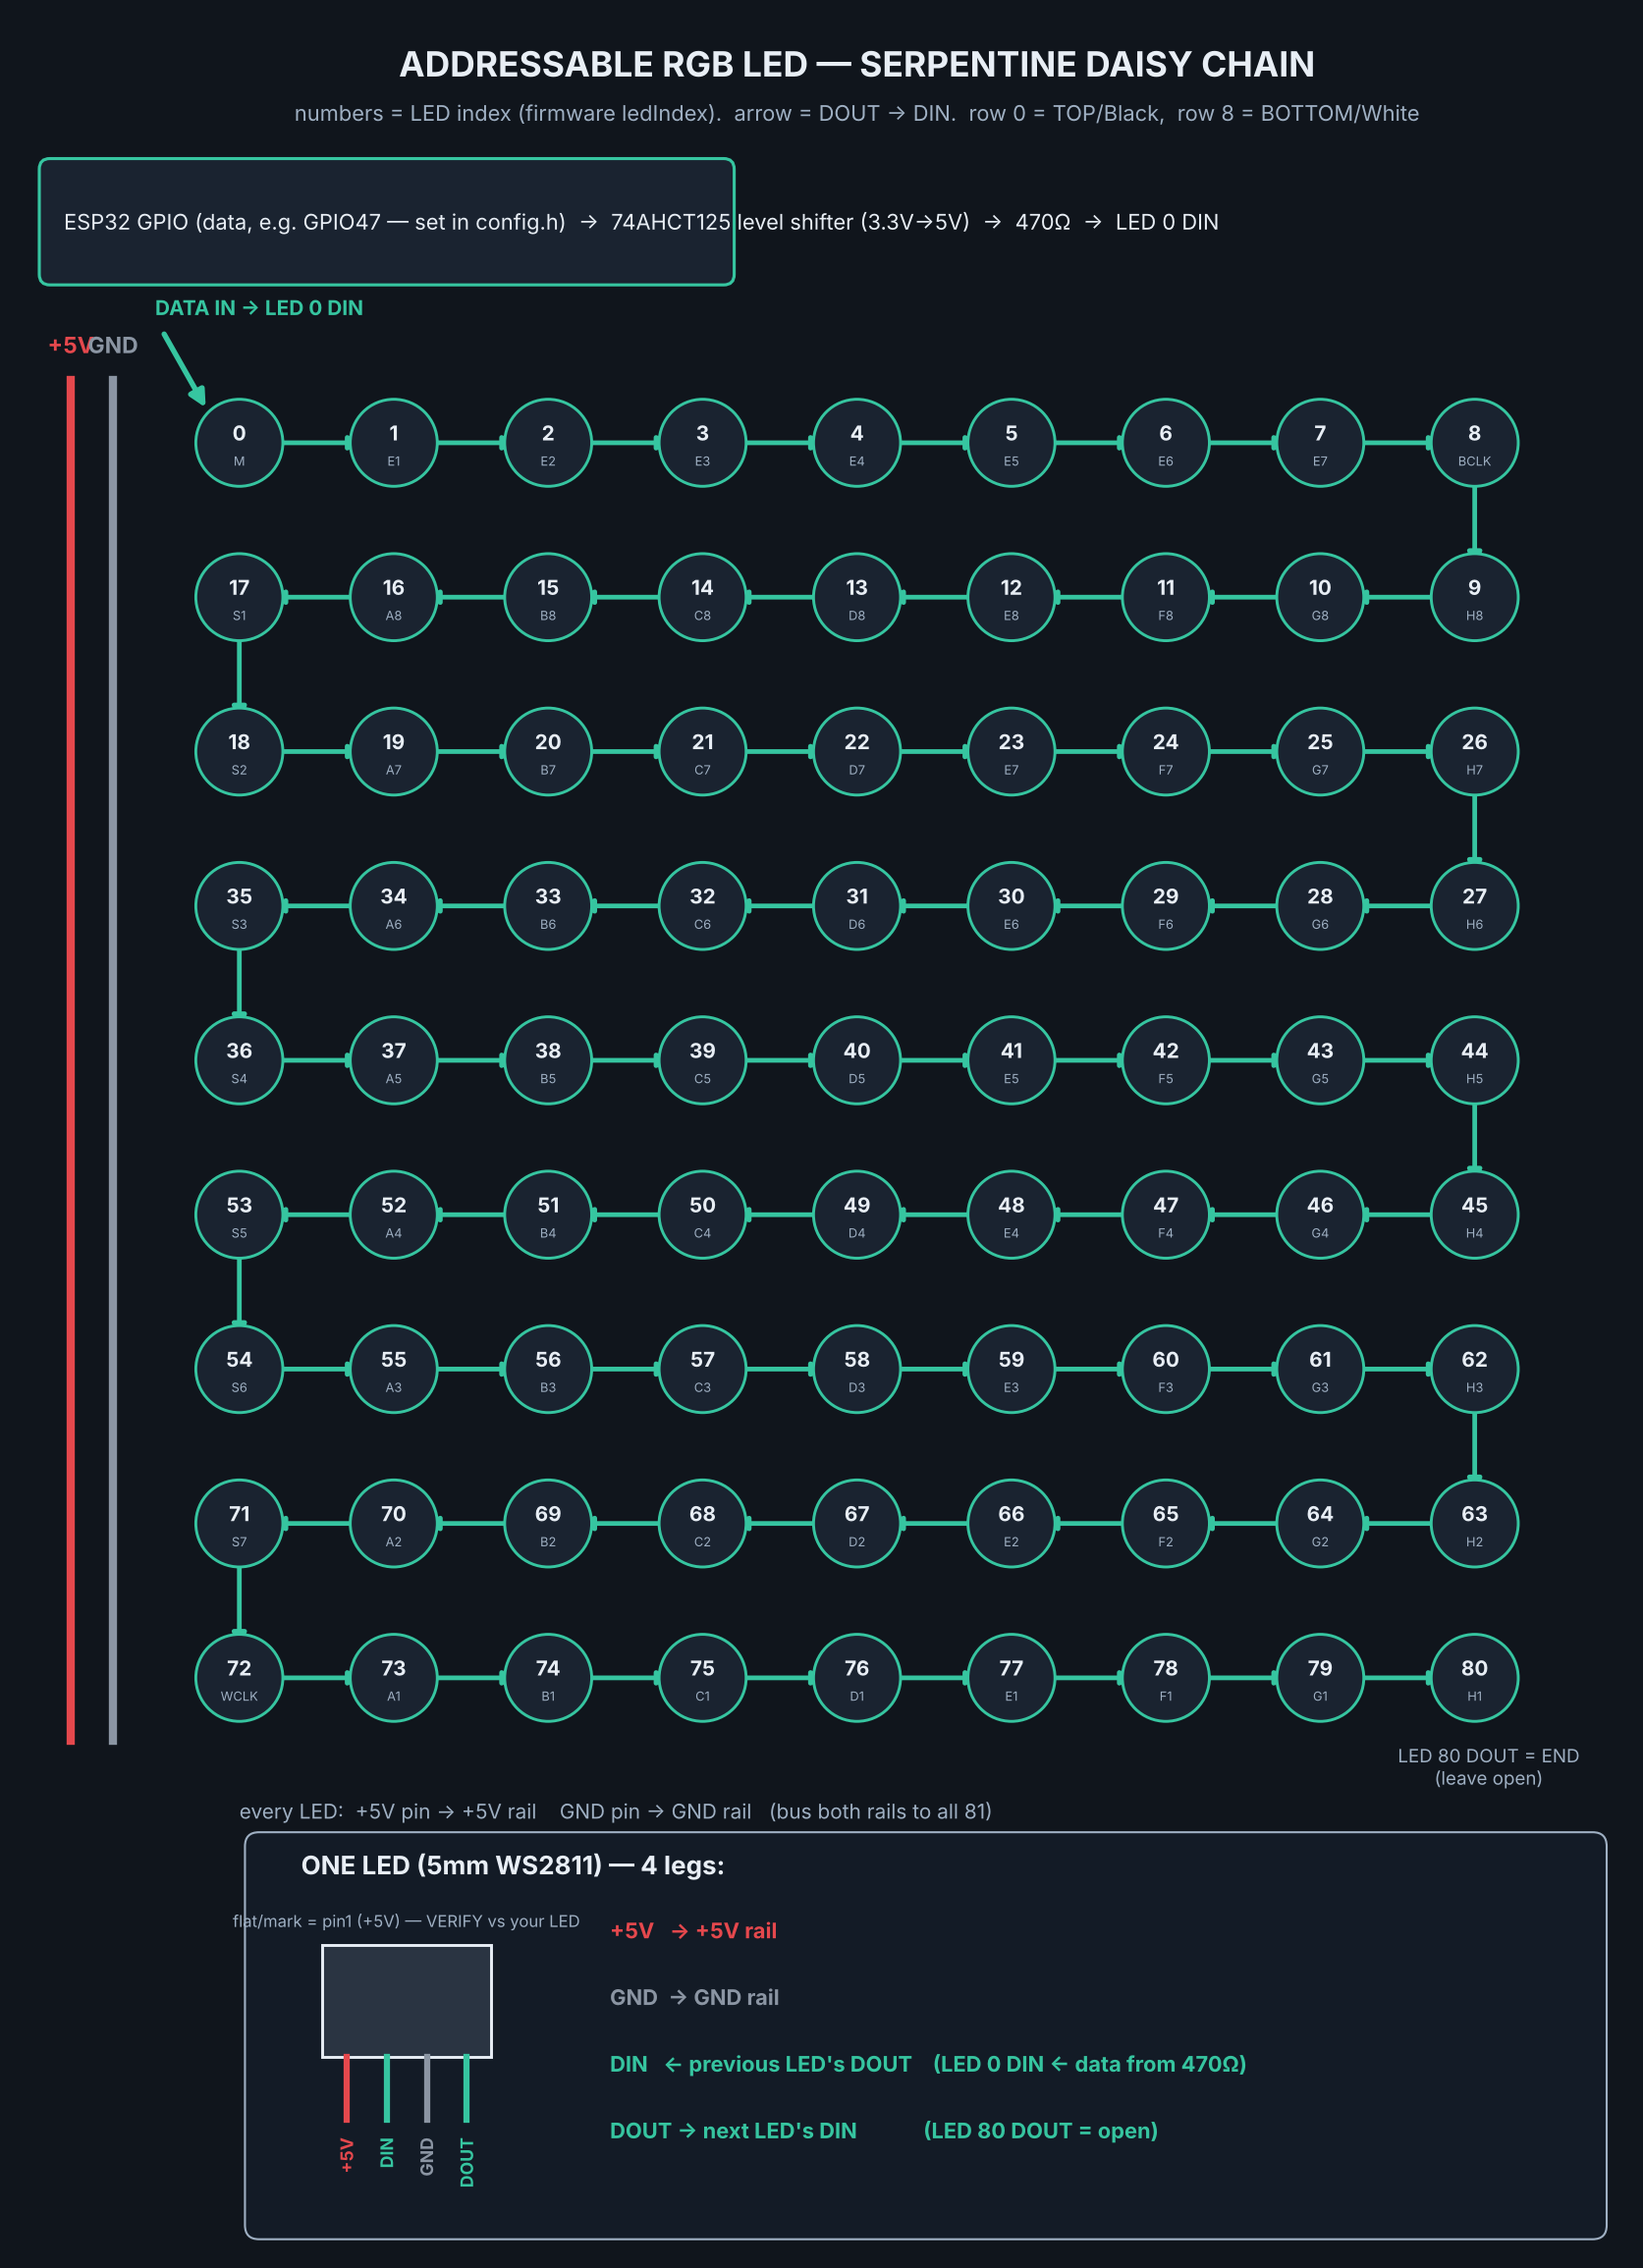 ADDRESSABLE RGB LED — SERPENTINE DAISY CHAIN
numbers = LED index (firmware ledIndex).  arrow = DOUT → DIN.  row 0 = TOP/Black,  row 8 = BOTTOM/White
ESP32 GPIO (data, e.g. GPIO47 — set in config.h)  →  74AHCT125 level shifter (3.3V→5V)  →  470Ω  →  LED 0 DIN
DATA IN → LED 0 DIN
+5V GND
0 1 2 3 4 5 6 7 8
M E1 E2 E3 E4 E5 E6 E7 BCLK
17 16 15 14 13 12 11 10 9
S1 A8 B8 C8 D8 E8 F8 G8 H8
18 19 20 21 22 23 24 25 26
S2 A7 B7 C7 D7 E7 F7 G7 H7
35 34 33 32 31 30 29 28 27
S3 A6 B6 C6 D6 E6 F6 G6 H6
36 37 38 39 40 41 42 43 44
S4 A5 B5 C5 D5 E5 F5 G5 H5
53 52 51 50 49 48 47 46 45
S5 A4 B4 C4 D4 E4 F4 G4 H4
54 55 56 57 58 59 60 61 62
S6 A3 B3 C3 D3 E3 F3 G3 H3
71 70 69 68 67 66 65 64 63
S7 A2 B2 C2 D2 E2 F2 G2 H2
72 73 74 75 76 77 78 79 80
WCLK A1 B1 C1 D1 E1 F1 G1 H1
LED 80 DOUT = END
(leave open)
every LED:  +5V pin → +5V rail    GND pin → GND rail   (bus both rails to all 81)
ONE LED (5mm WS2811) — 4 legs:
flat/mark = pin1 (+5V) — VERIFY vs your LED
+5V → +5V rail
GND → GND rail
DIN ← previous LED's DOUT (LED 0 DIN ← data from 470Ω)
DOUT → next LED's DIN (LED 80 DOUT = open)
+5V DIN GND DOUT